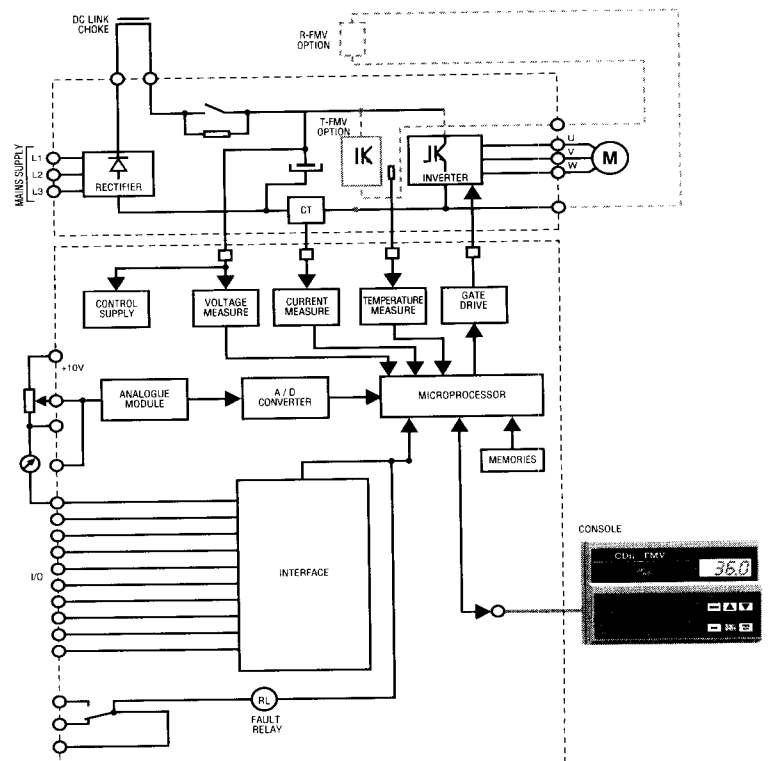 DC LINK
CHOKE
R-FMV
OPTION
T-FMV
OPTION
MAINS SUPPLY
L1
L2
L3
RECTIFIER
INVERTER
U
V
W
M
CT
CONTROL
SUPPLY
VOLTAGE
MEASURE
CURRENT
MEASURE
TEMPERATURE
MEASURE
GATE
DRIVE
+10V
ANALOGUE
MODULE
A / D
CONVERTER
MICROPROCESSOR
MEMORIES
I/O
INTERFACE
CONSOLE
CDn FMV
36.0
RL
FAULT
RELAY